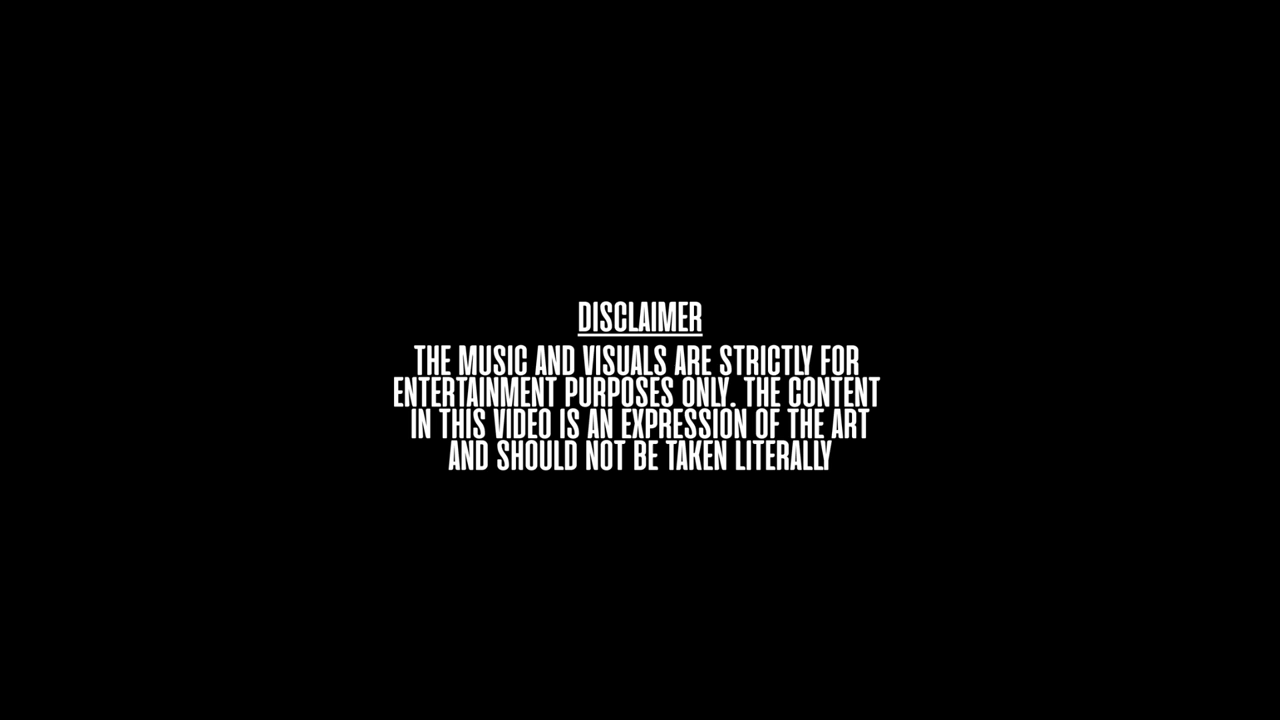 DISCLAIMER
THE MUSIC AND VISUALS ARE STRICTLY FOR
ENTERTAINMENT PURPOSES ONLY. THE CONTENT
IN THIS VIDEO IS AN EXPRESSION OF THE ART
AND SHOULD NOT BE TAKEN LITERALLY